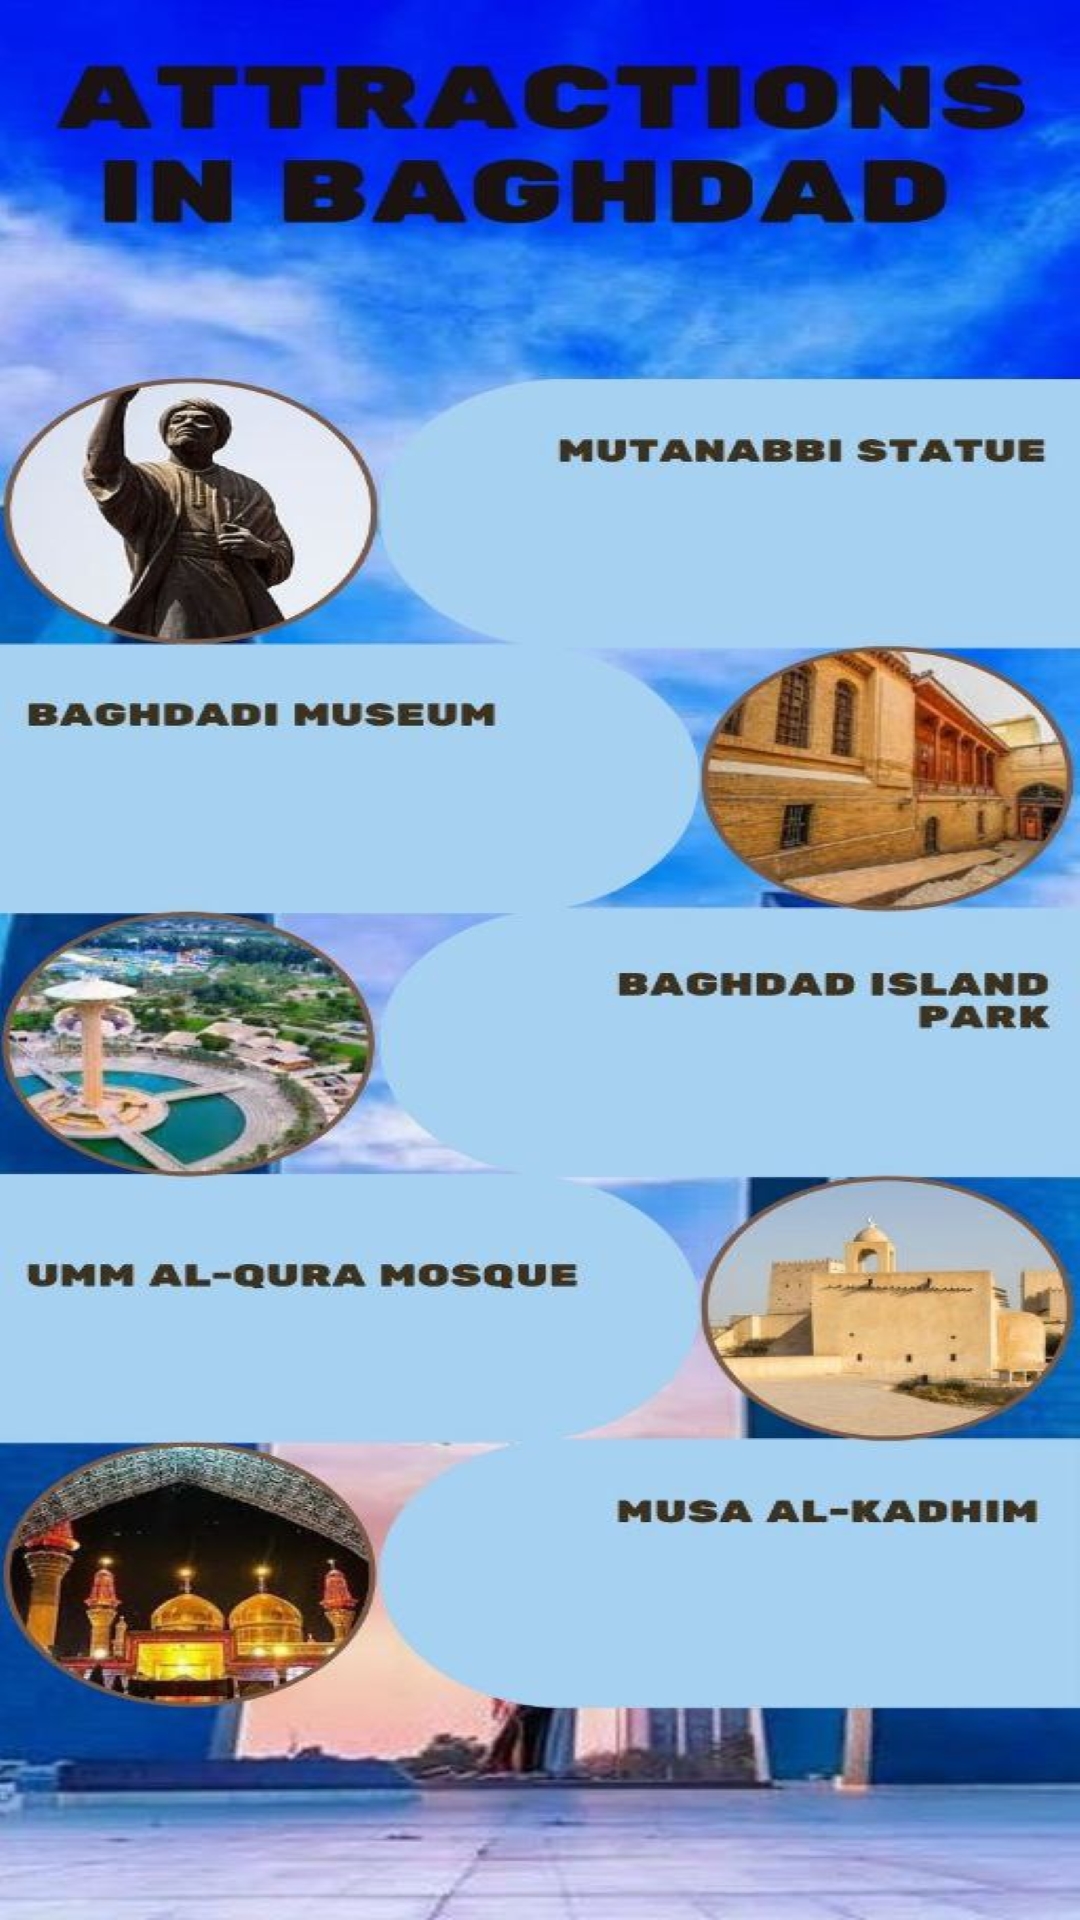 ATTRACTIONS
IN BAGHDAD
MUTANABBI STATUE
BAGHDADI MUSEUM
BAGHDAD ISLAND
PARK
UMM AL-QURA MOSQUE
MUSA AL-KADHIM